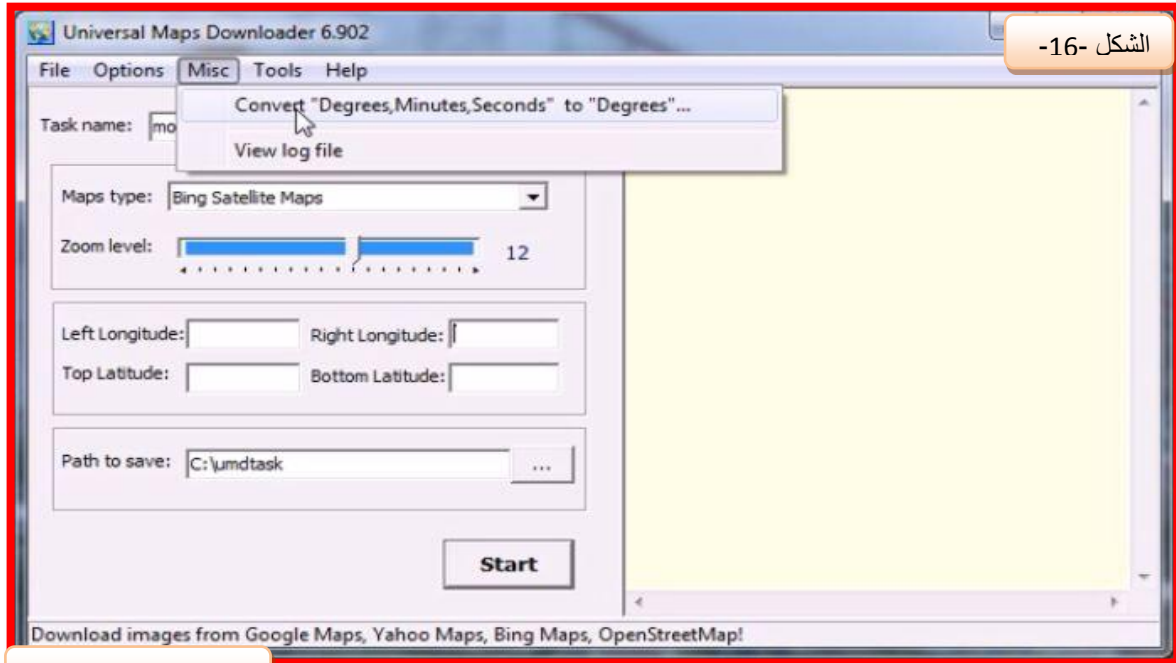 Universal Maps Downloader 6.902
الشكل -16-
File Options Misc Tools Help
Convert "Degrees,Minutes,Seconds" to "Degrees"...
View log file
Task name: mo
Maps type: Bing Satellite Maps
Zoom level: 12
Left Longitude: Right Longitude:
Top Latitude: Bottom Latitude:
Path to save: C:\umdtask ...
Start
Download images from Google Maps, Yahoo Maps, Bing Maps, OpenStreetMap!